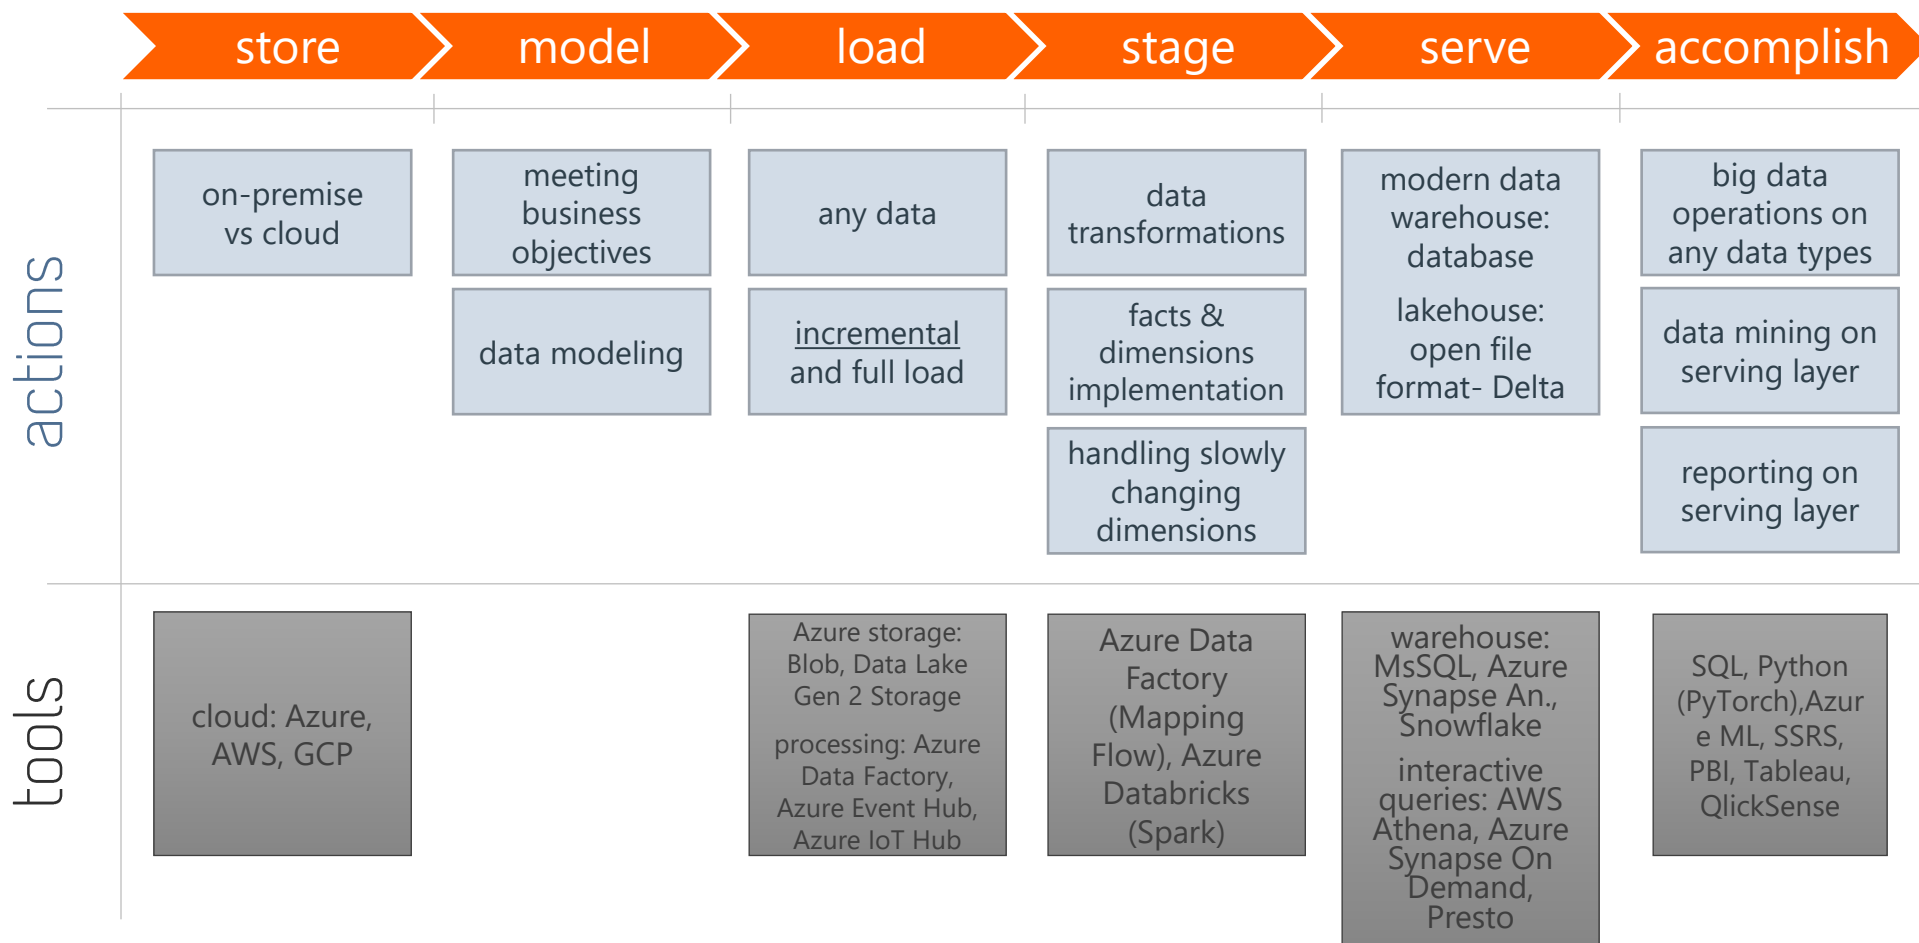 store
model
load
stage
serve
accomplish
actions
on-premise
vs cloud
meeting
business
objectives
data modeling
any data
incremental
and full load
data
transformations
facts &
dimensions
implementation
handling slowly
changing
dimensions
modern data
warehouse:
database
lakehouse:
open file
format- Delta
big data
operations on
any data types
data mining on
serving layer
reporting on
serving layer
tools
cloud: Azure,
AWS, GCP
Azure storage:
Blob, Data Lake
Gen 2 Storage
processing: Azure
Data Factory,
Azure Event Hub,
Azure IoT Hub
Azure Data
Factory
(Mapping
Flow), Azure
Databricks
(Spark)
warehouse:
MsSQL, Azure
Synapse An.,
Snowflake
interactive
queries: AWS
Athena, Azure
Synapse On
Demand,
Presto
SQL, Python
(PyTorch),Azur
e ML, SSRS,
PBI, Tableau,
QlickSense